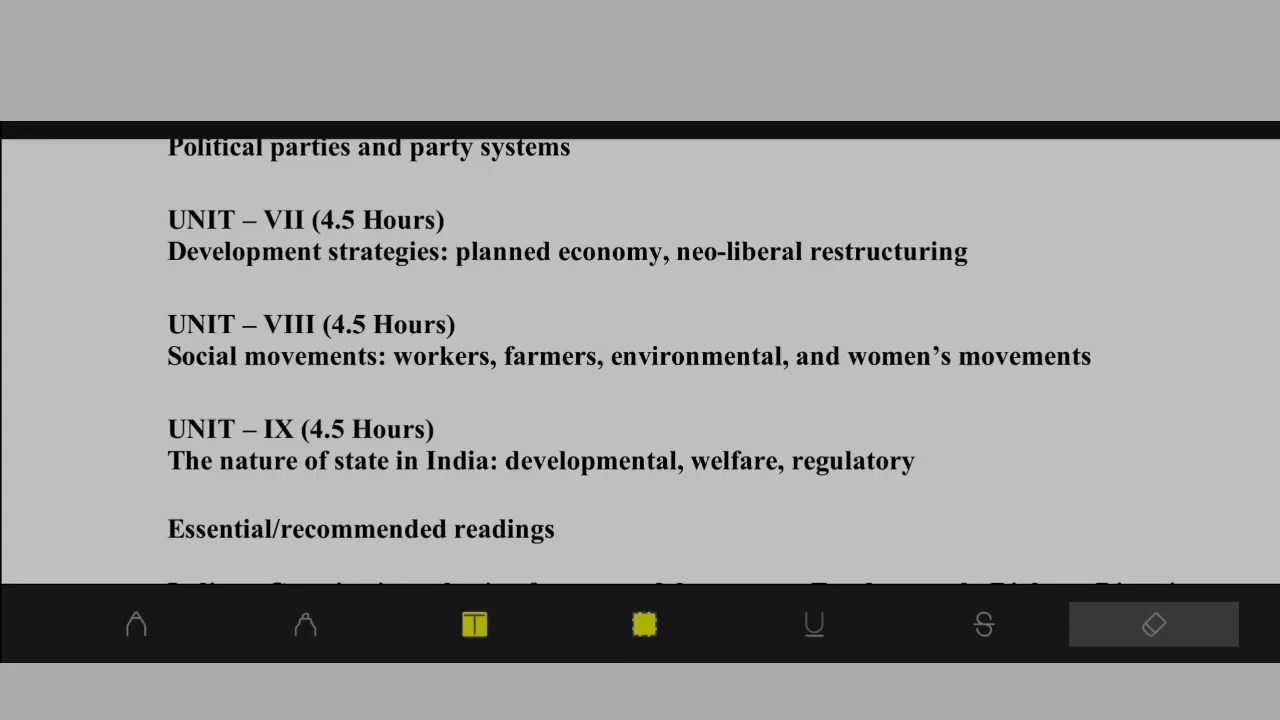 Political parties and party systems
UNIT – VII (4.5 Hours)
Development strategies: planned economy, neo-liberal restructuring
UNIT – VIII (4.5 Hours)
Social movements: workers, farmers, environmental, and women’s movements
UNIT – IX (4.5 Hours)
The nature of state in India: developmental, welfare, regulatory
Essential/recommended readings